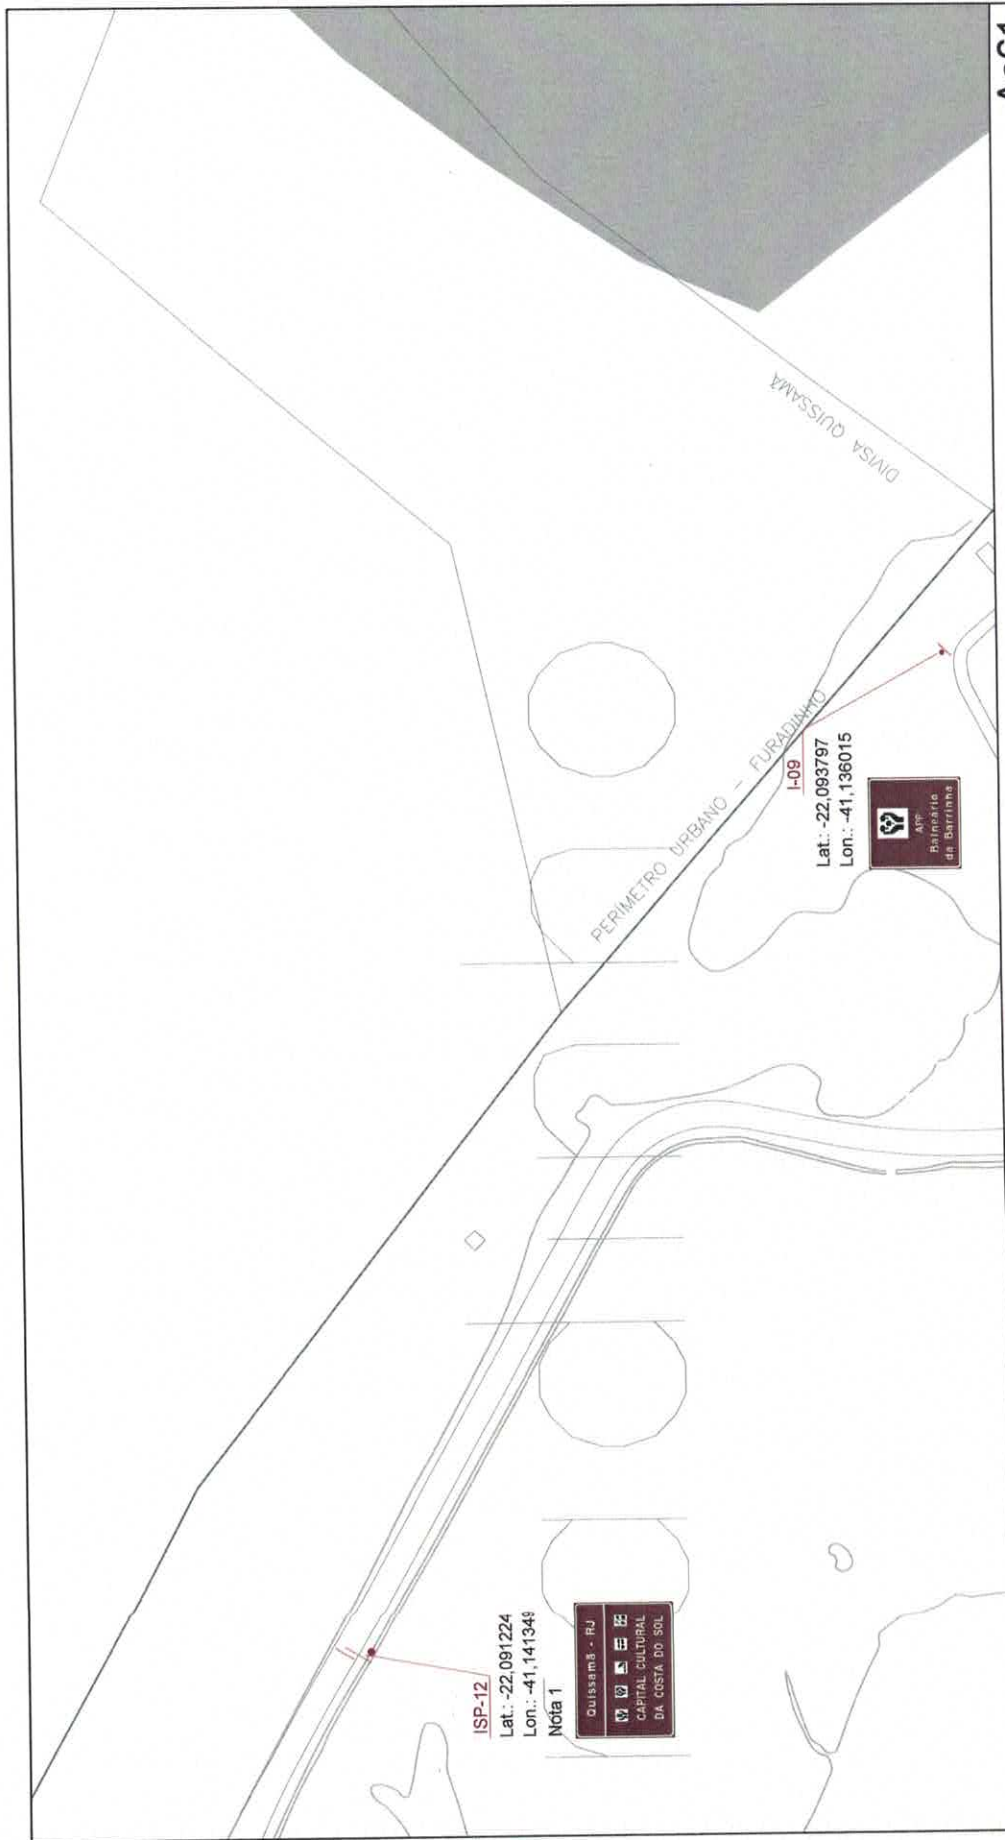 ISP-12
Lat.: -22,091224
Lon.: -41,141349
Nota 1
Quissamã - RJ
CAPITAL CULTURAL
DA COSTA DO SOL
PERÍMETRO URBANO - FURADINHO
I-09
Lat.: -22,093797
Lon.: -41,136015
APP
Balneário
da Barrinha
DIVISA QUISSAMÃ